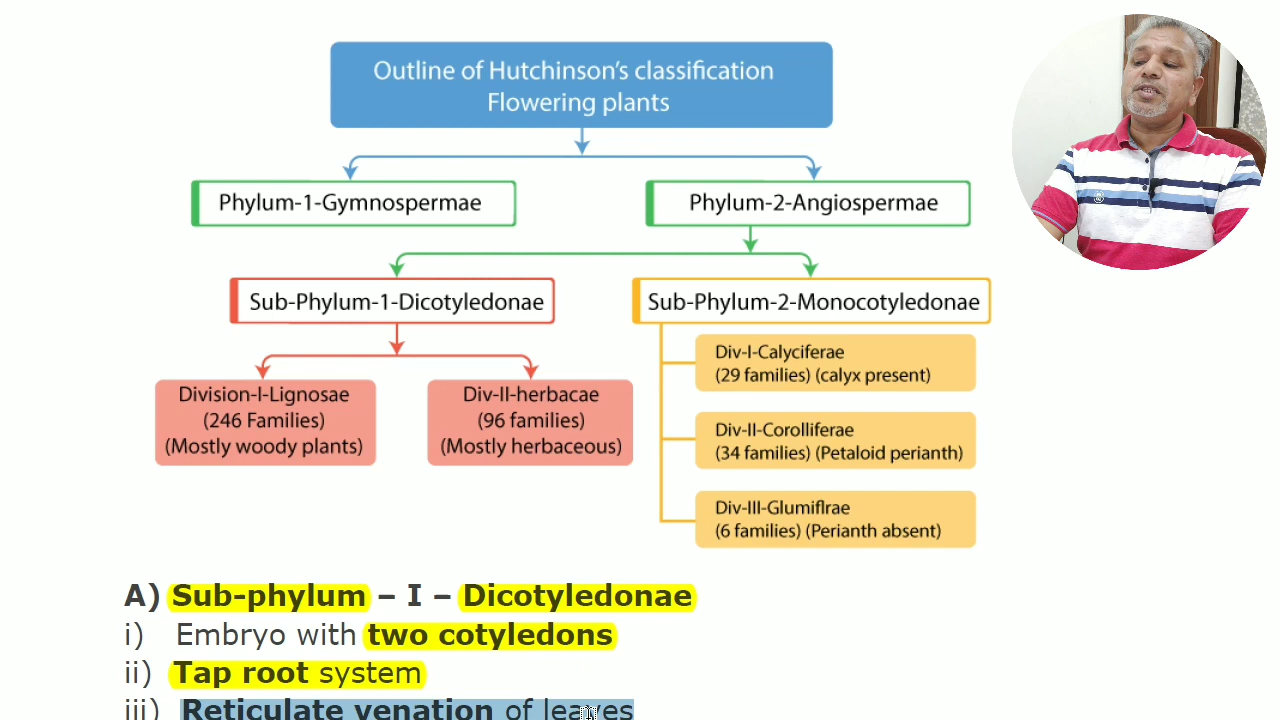 Outline of Hutchinson's classification
Flowering plants
Phylum-1-Gymnospermae
Phylum-2-Angiospermae
Sub-Phylum-1-Dicotyledonae
Sub-Phylum-2-Monocotyledonae
Division-I-Lignosae
(246 Families)
(Mostly woody plants)
Div-II-herbacae
(96 families)
(Mostly herbaceous)
Div-I-Calyciferae
(29 families) (calyx present)
Div-II-Corolliferae
(34 families) (Petaloid perianth)
Div-III-Glumiflrae
(6 families) (Perianth absent)
A) Sub-phylum – I – Dicotyledonae
i) Embryo with two cotyledons
ii) Tap root system
iii) Reticulate venation of leaves